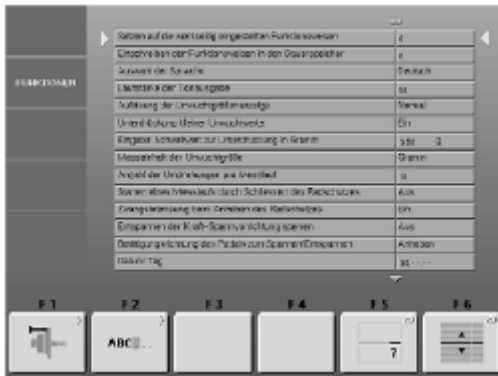 Setzen auf die werkseitig eingestellten Funktionsweisen
Einschreiben der Funktionsweisen in den Dauerspeicher
Auswahl der Sprache Deutsch
FUNKTIONEN
Lautstärke der Tonausgabe
Auflösung der Unwuchtgrößenanzeige Normal
Unterdrückung kleiner Unwuchtwerte Ein
Eingabe Schwellwert zur Unterdrückung in Gramm
Masseinheit der Unwuchtgröße Gramm
Anzahl der Umdrehungen pro Messlauf
Starten eines Messlaufs durch Schliessen des Radschutzes Aus
Zwangsbremsung beim Anheben des Radschutzes Ein
Entspannen der Kraft-Spannvorrichtung sperren Aus
Betätigungsrichtung des Pedals zum Spannen/Entspannen Anheben
Datum: Tag
F1 F2 F3 F4 F5 F6
ABC
?